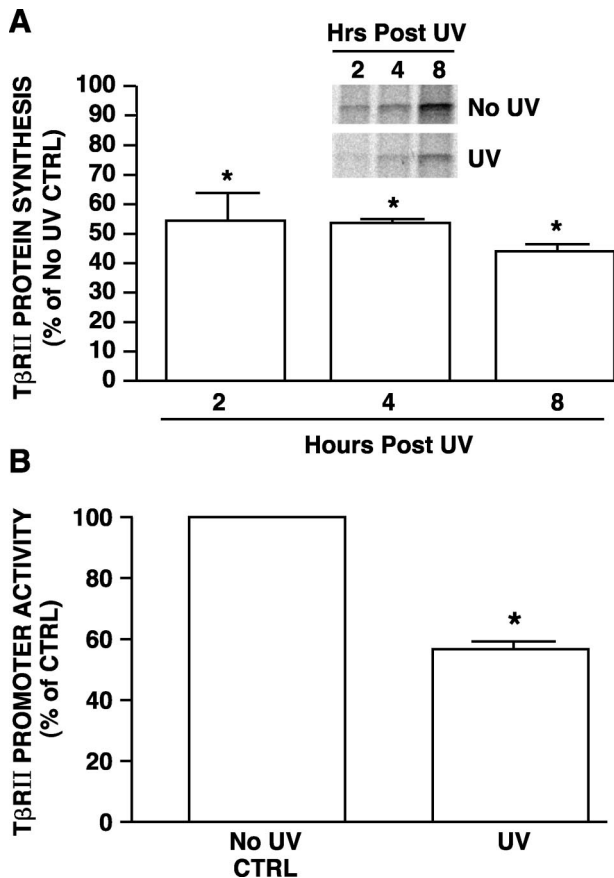 A
Hrs Post UV
2 4 8
No UV
UV
TβRII PROTEIN SYNTHESIS
(% of No UV CTRL)
100
90
80
70
60
50
40
30
20
10
0
*
*
*
2 4 8
Hours Post UV
B
TβRII PROMOTER ACTIVITY
(% of CTRL)
100
80
60
40
20
0
*
No UV
CTRL
UV